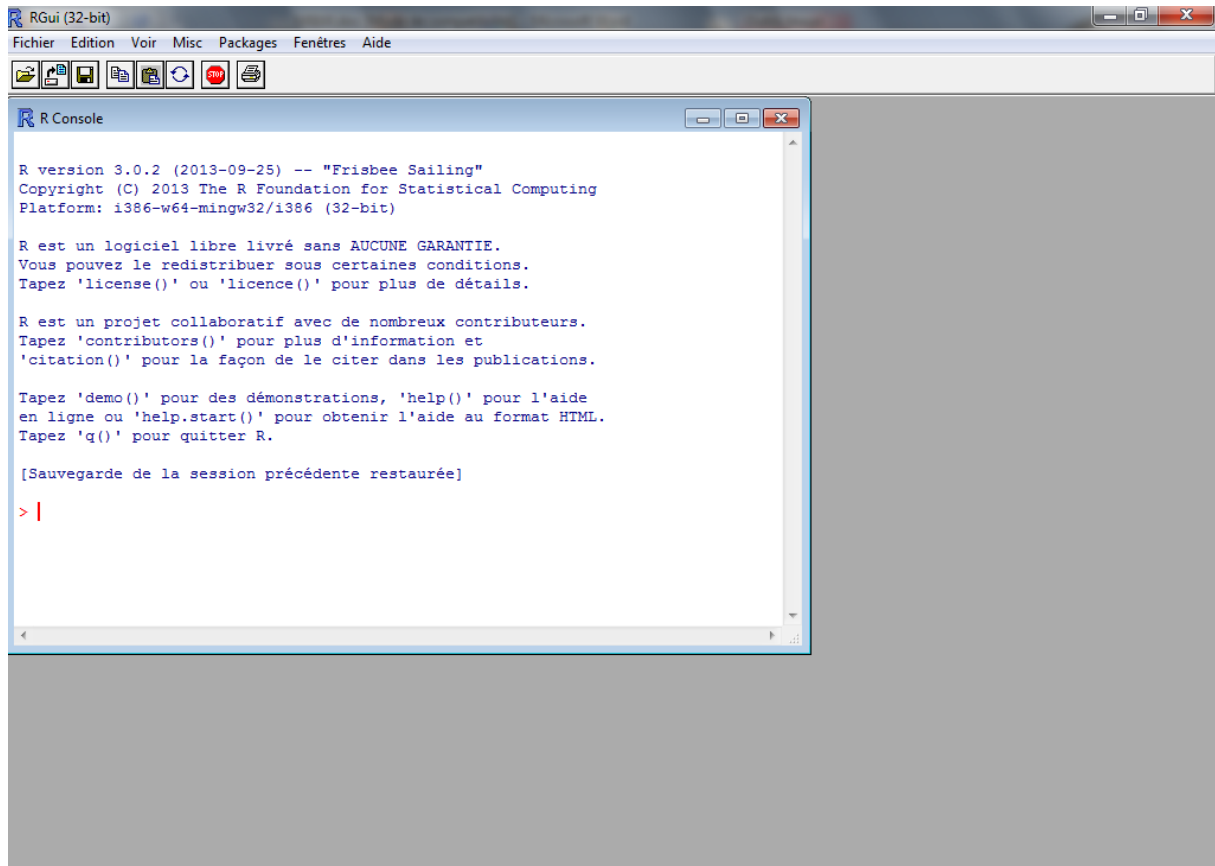 RGui (32-bit)
Fichier Edition Voir Misc Packages Fenêtres Aide
STOP
R Console
R version 3.0.2 (2013-09-25) -- "Frisbee Sailing"
Copyright (C) 2013 The R Foundation for Statistical Computing
Platform: i386-w64-mingw32/i386 (32-bit)
R est un logiciel libre livré sans AUCUNE GARANTIE.
Vous pouvez le redistribuer sous certaines conditions.
Tapez 'license()' ou 'licence()' pour plus de détails.
R est un projet collaboratif avec de nombreux contributeurs.
Tapez 'contributors()' pour plus d'information et
'citation()' pour la façon de le citer dans les publications.
Tapez 'demo()' pour des démonstrations, 'help()' pour l'aide
en ligne ou 'help.start()' pour obtenir l'aide au format HTML.
Tapez 'q()' pour quitter R.
[Sauvegarde de la session précédente restaurée]
>